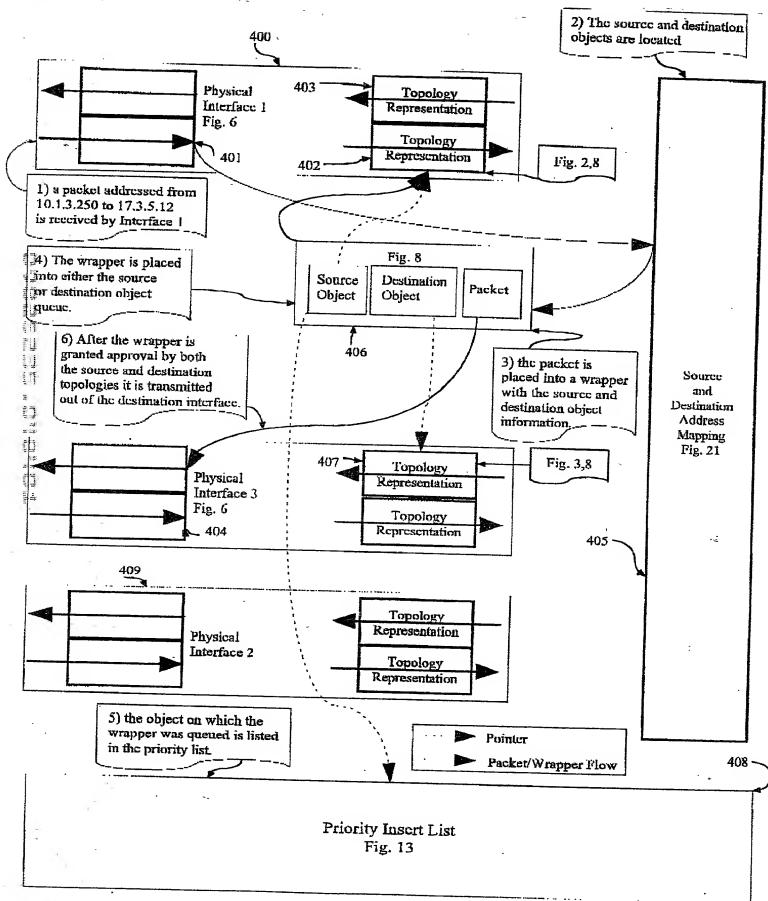 2) The source and destination
objects are located
400
Physical
Interface 1
Fig. 6
401
403
Topology
Representation
Topology
Representation
402
Fig. 2,8
1) a packet addressed from
10.1.3.250 to 17.3.5.12
is received by Interface 1
4) The wrapper is placed
into either the source
or destination object
queue.
Fig. 8
Source
Object
Destination
Object
Packet
406
6) After the wrapper is
granted approval by both
the source and destination
topologies it is transmitted
out of the destination interface.
3) the packet is
placed into a wrapper
with the source and
destination object
information.
Source
and
Destination
Address
Mapping
Fig. 21
405
Physical
Interface 3
Fig. 6
404
407
Topology
Representation
Topology
Representation
Fig. 3,8
409
Physical
Interface 2
Topology
Representation
Topology
Representation
5) the object on which the
wrapper was queued is listed
in the priority list.
Pointer
Packet/Wrapper Flow
408
Priority Insert List
Fig. 13